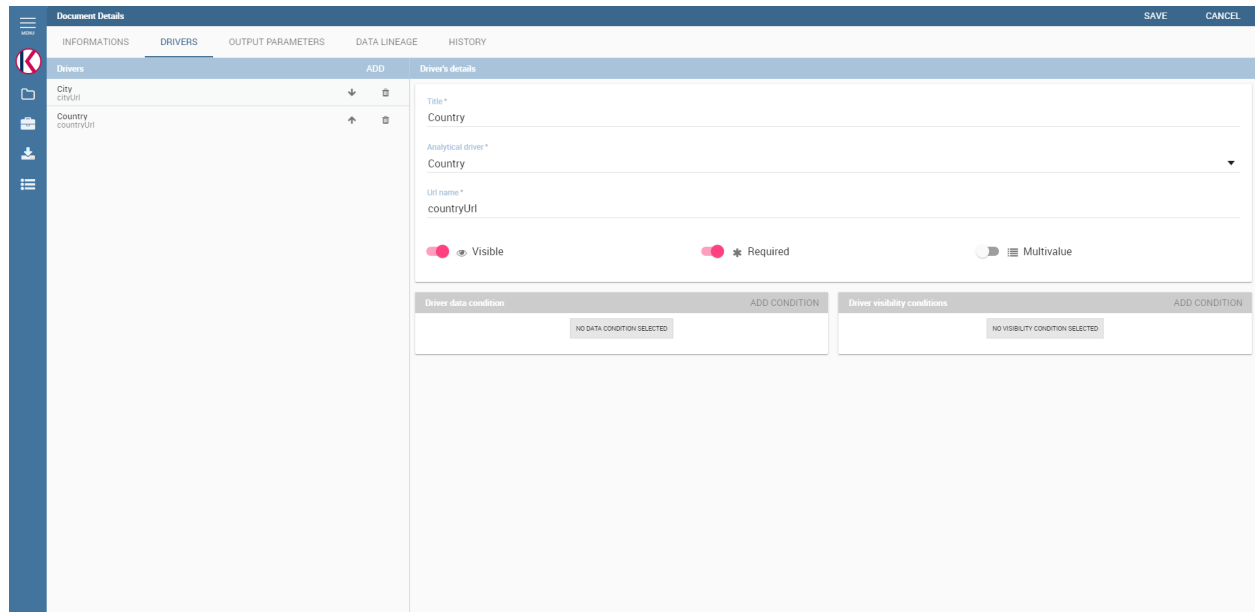 Document Details
SAVE
CANCEL
MENU
INFORMATIONS
DRIVERS
OUTPUT PARAMETERS
DATA LINEAGE
HISTORY
Drivers
ADD
Driver's details
City
cityUrl
Country
countryUrl
Title *
Country
Analytical driver *
Country
Url name *
countryUrl
Visible
Required
Multivalue
Driver data condition
ADD CONDITION
NO DATA CONDITION SELECTED
Driver visibility conditions
ADD CONDITION
NO VISIBILITY CONDITION SELECTED